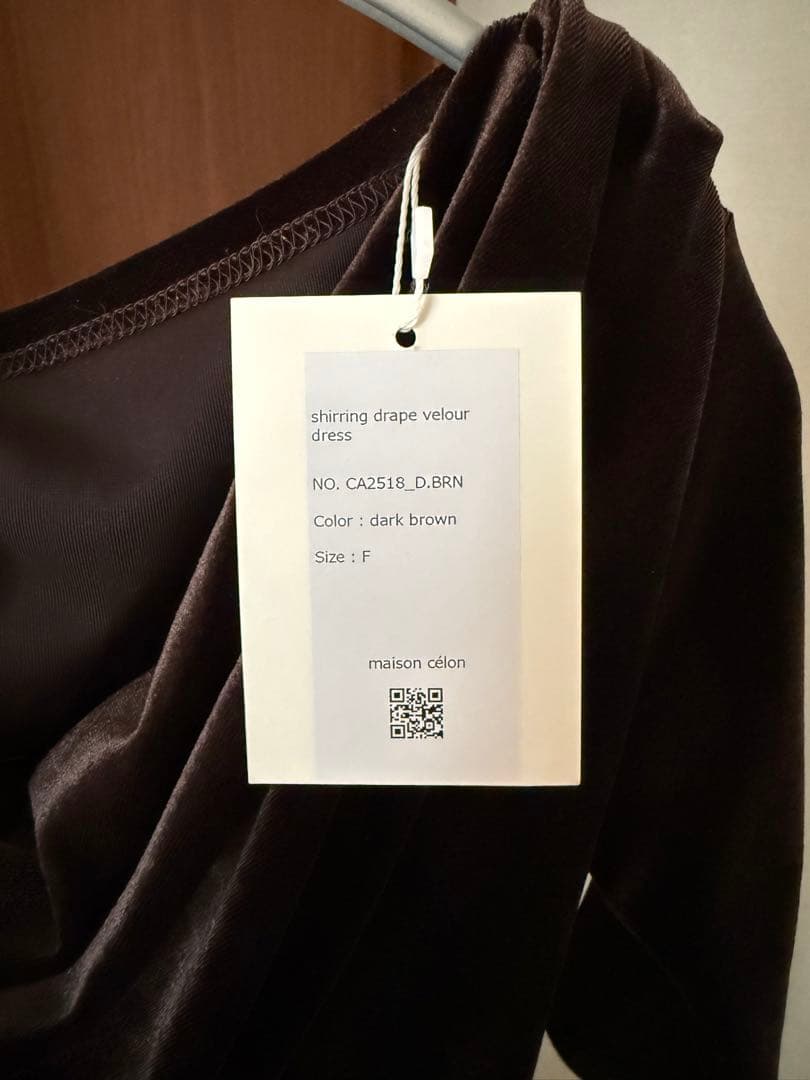 shirring drape velour
dress
NO. CA2518_D.BRN
Color : dark brown
Size : F
maison célon